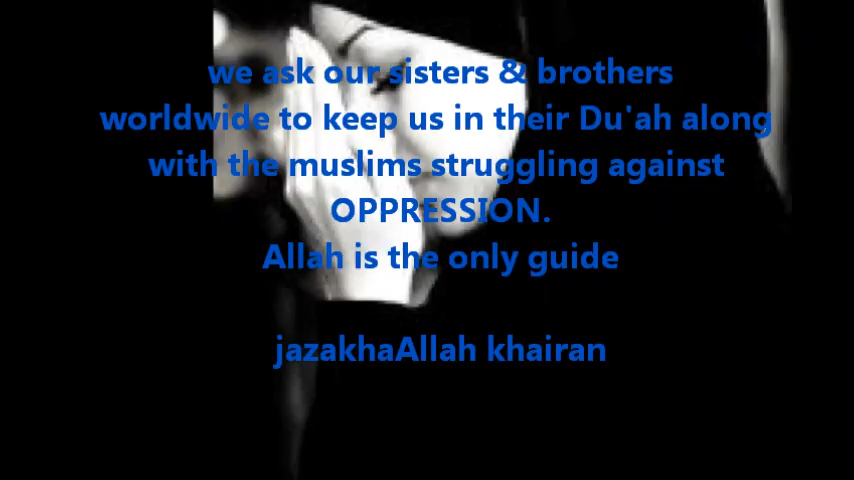 we ask our sisters & brothers
worldwide to keep us in their Du'ah along
with the muslims struggling against
OPPRESSION.
Allah is the only guide
jazakhaAllah khairan